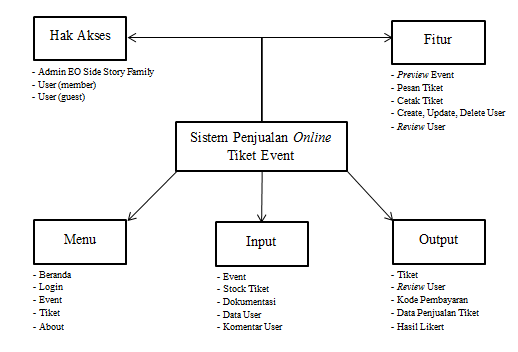 Hak Akses
- Admin EO Side Story Family
- User (member)
- User (guest)
Fitur
- Preview Event
- Pesan Tiket
- Cetak Tiket
- Create, Update, Delete User
- Review User
Sistem Penjualan Online
Tiket Event
Menu
- Beranda
- Login
- Event
- Tiket
- About
Input
- Event
- Stock Tiket
- Dokumentasi
- Data User
- Komentar User
Output
- Tiket
- Review User
- Kode Pembayaran
- Data Penjualan Tiket
- Hasil Likert